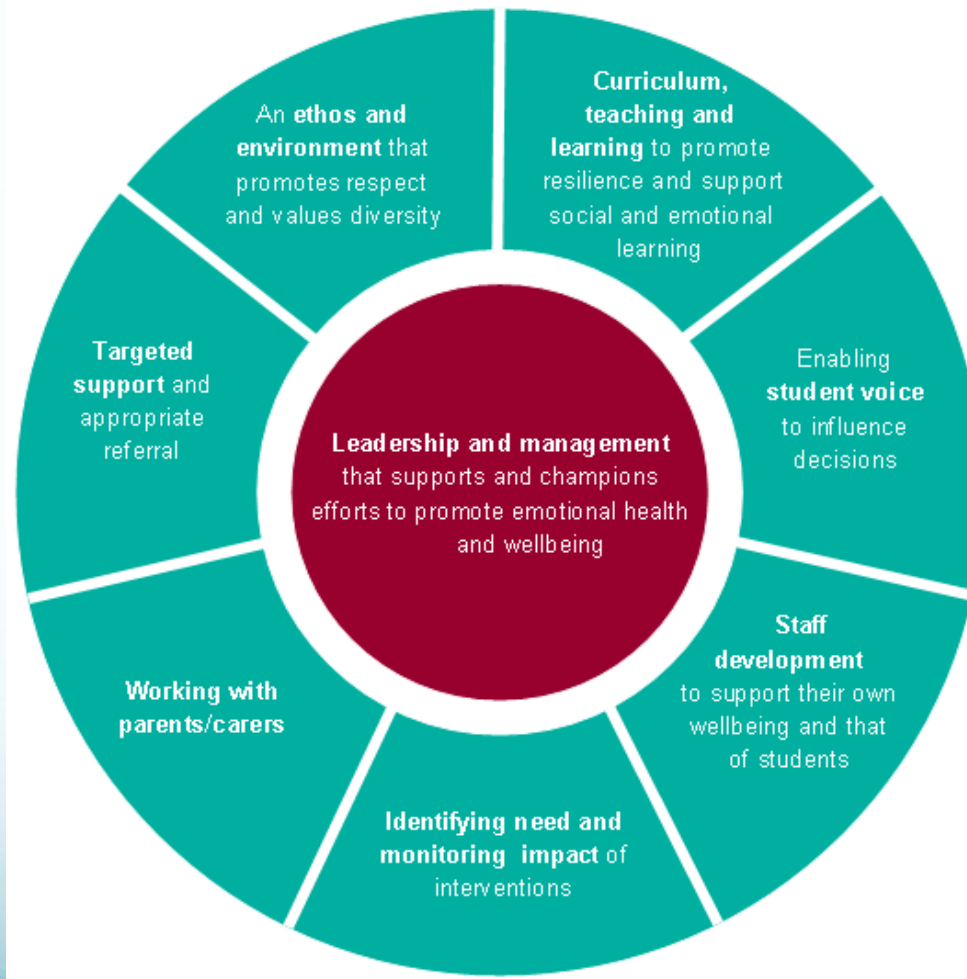 An ethos and
environment that
promotes respect
and values diversity
Curriculum,
teaching and
learning to promote
resilience and support
social and emotional
learning
Enabling
student voice
to influence
decisions
Staff
development
to support their own
wellbeing and that
of students
Identifying need and
monitoring impact of
interventions
Working with
parents/carers
Targeted
support and
appropriate
referral
Leadership and management
that supports and champions
efforts to promote emotional health
and wellbeing